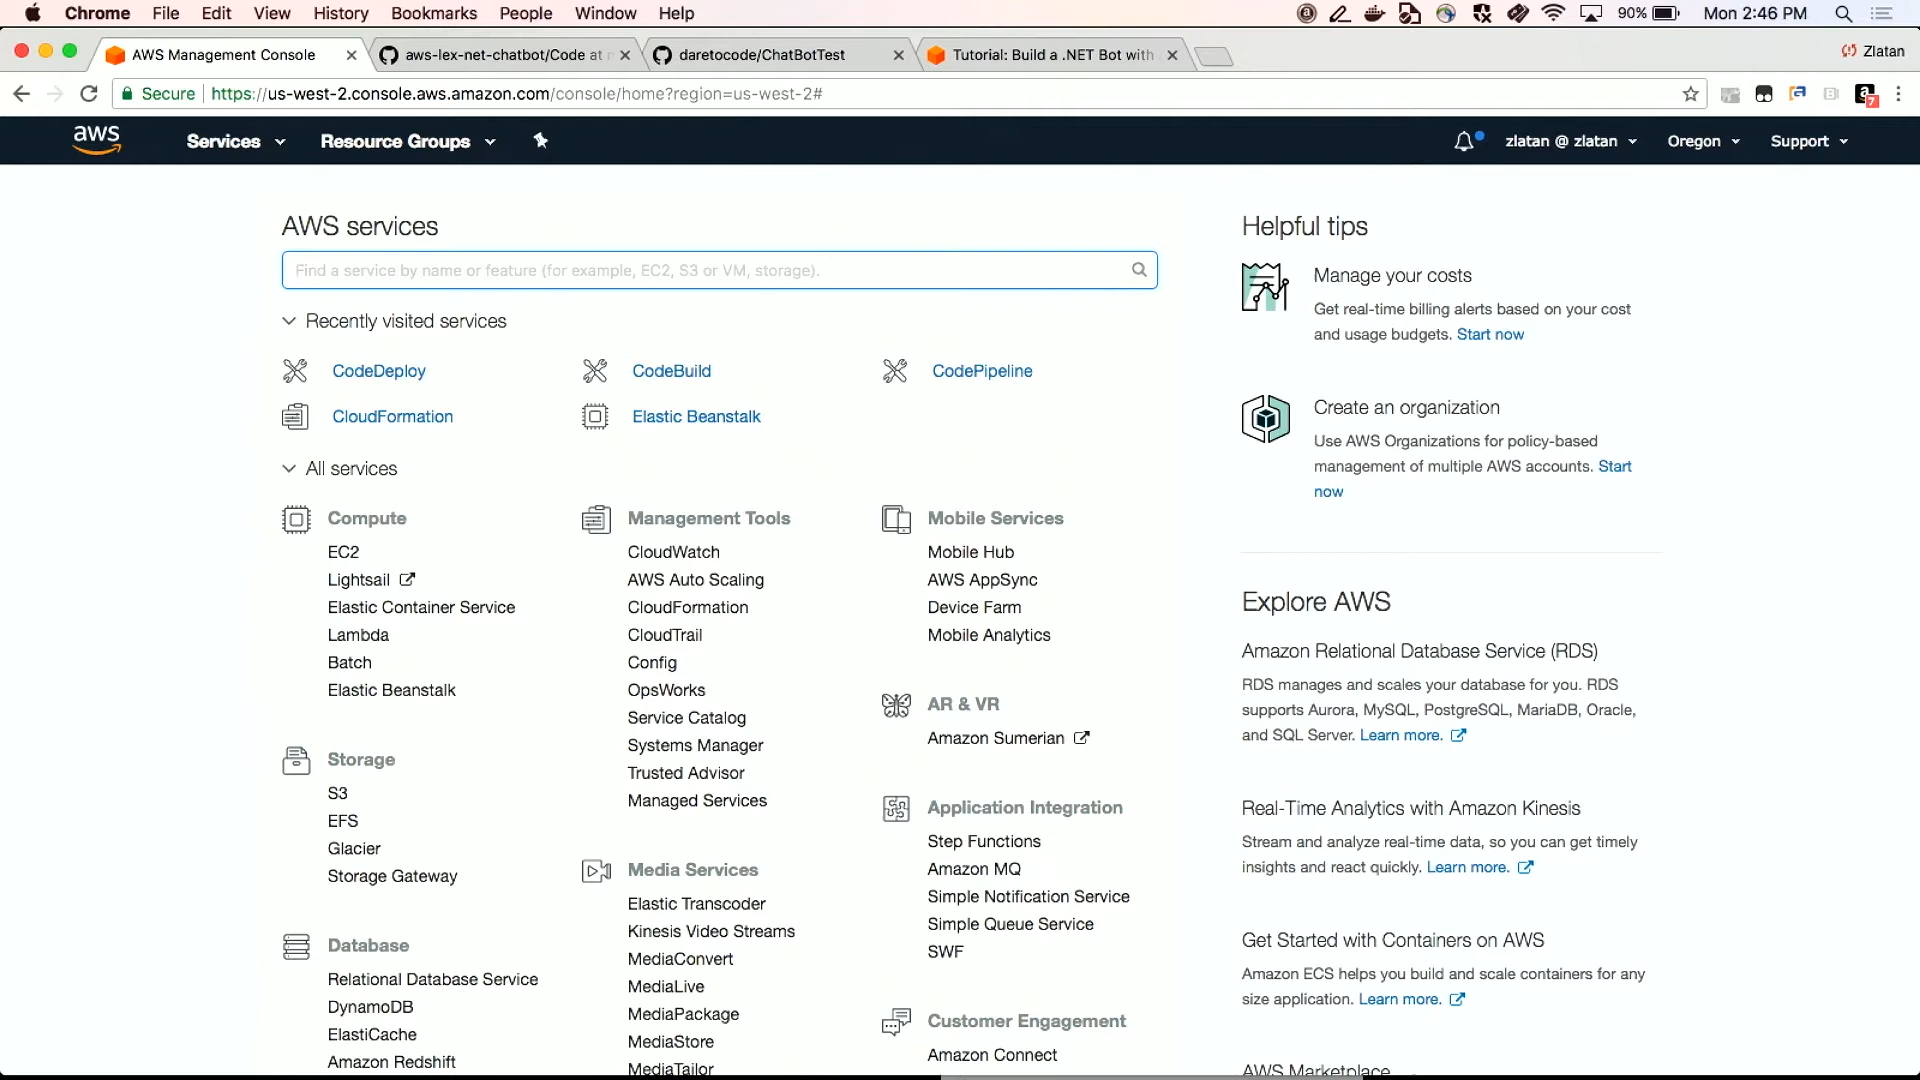 Chrome File Edit View History Bookmarks People Window Help 90% Mon 2:46 PM
AWS Management Console aws-lex-net-chatbot/Code at daretocode/ChatBotTest Tutorial: Build a .NET Bot with Zlatan
Secure https://us-west-2.console.aws.amazon.com/console/home?region=us-west-2# 7
aws Services Resource Groups zlatan @ zlatan Oregon Support
AWS services
Find a service by name or feature (for example, EC2, S3 or VM, storage).
Recently visited services
CodeDeploy CodeBuild CodePipeline
CloudFormation Elastic Beanstalk
All services
Compute
EC2
Lightsail
Elastic Container Service
Lambda
Batch
Elastic Beanstalk
Storage
S3
EFS
Glacier
Storage Gateway
Database
Relational Database Service
DynamoDB
ElastiCache
Amazon Redshift
Management Tools
CloudWatch
AWS Auto Scaling
CloudFormation
CloudTrail
Config
OpsWorks
Service Catalog
Systems Manager
Trusted Advisor
Managed Services
Media Services
Elastic Transcoder
Kinesis Video Streams
MediaConvert
MediaLive
MediaPackage
MediaStore
MediaTailor
Mobile Services
Mobile Hub
AWS AppSync
Device Farm
Mobile Analytics
AR & VR
Amazon Sumerian
Application Integration
Step Functions
Amazon MQ
Simple Notification Service
Simple Queue Service
SWF
Customer Engagement
Amazon Connect
Helpful tips
Manage your costs
Get real-time billing alerts based on your cost
and usage budgets. Start now
Create an organization
Use AWS Organizations for policy-based
management of multiple AWS accounts. Start
now
Explore AWS
Amazon Relational Database Service (RDS)
RDS manages and scales your database for you. RDS
supports Aurora, MySQL, PostgreSQL, MariaDB, Oracle,
and SQL Server. Learn more.
Real-Time Analytics with Amazon Kinesis
Stream and analyze real-time data, so you can get timely
insights and react quickly. Learn more.
Get Started with Containers on AWS
Amazon ECS helps you build and scale containers for any
size application. Learn more.
AWS Marketplace